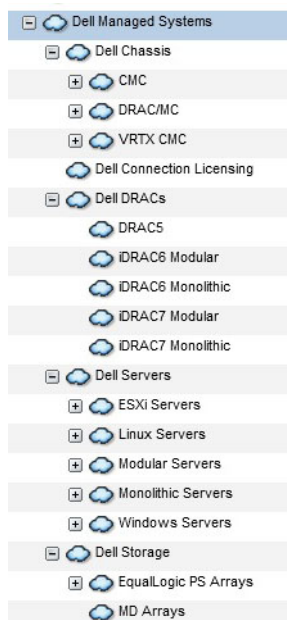 Dell Managed Systems
Dell Chassis
CMC
DRAC/MC
VRTX CMC
Dell Connection Licensing
Dell DRACs
DRAC5
iDRAC6 Modular
iDRAC6 Monolithic
iDRAC7 Modular
iDRAC7 Monolithic
Dell Servers
ESXi Servers
Linux Servers
Modular Servers
Monolithic Servers
Windows Servers
Dell Storage
EqualLogic PS Arrays
MD Arrays